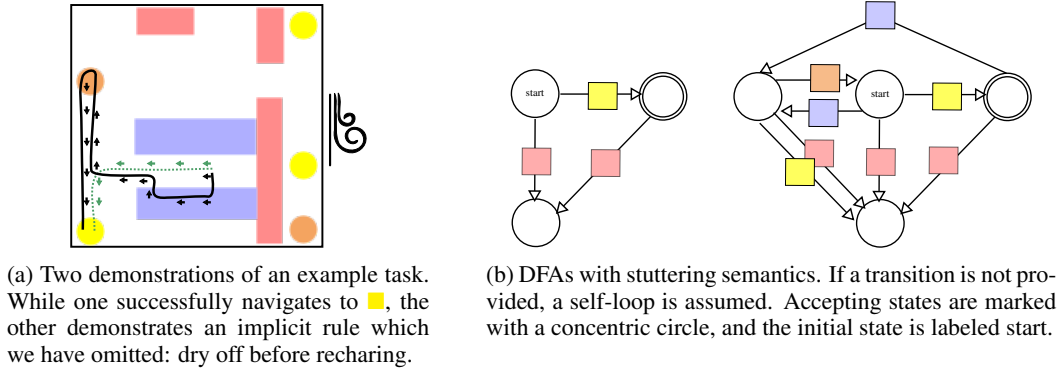 start
start
(a) Two demonstrations of an example task.
While one successfully navigates to , the
other demonstrates an implicit rule which
we have omitted: dry off before recharing.
(b) DFAs with stuttering semantics. If a transition is not pro-
vided, a self-loop is assumed. Accepting states are marked
with a concentric circle, and the initial state is labeled start.